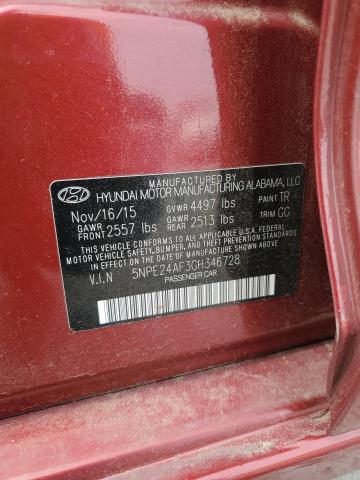 HYUNDAI MOTOR MANUFACTURING ALABAMA, LLC
Nov/16/15 GVWR 4497 lbs PAINT TR
GAWR FRONT 2557 lbs GAWR REAR 2513 lbs TRIM GG
THIS VEHICLE CONFORMS TO ALL APPLICABLE FEDERAL
MOTOR VEHICLE SAFETY, BUMPER, AND THEFT PREVENTION
STANDARDS IN EFFECT ON THE DATE OF MANUFACTURE SHOWN ABOVE.
V.I.N 5NPE24AF3GH346728
PASSENGER CAR